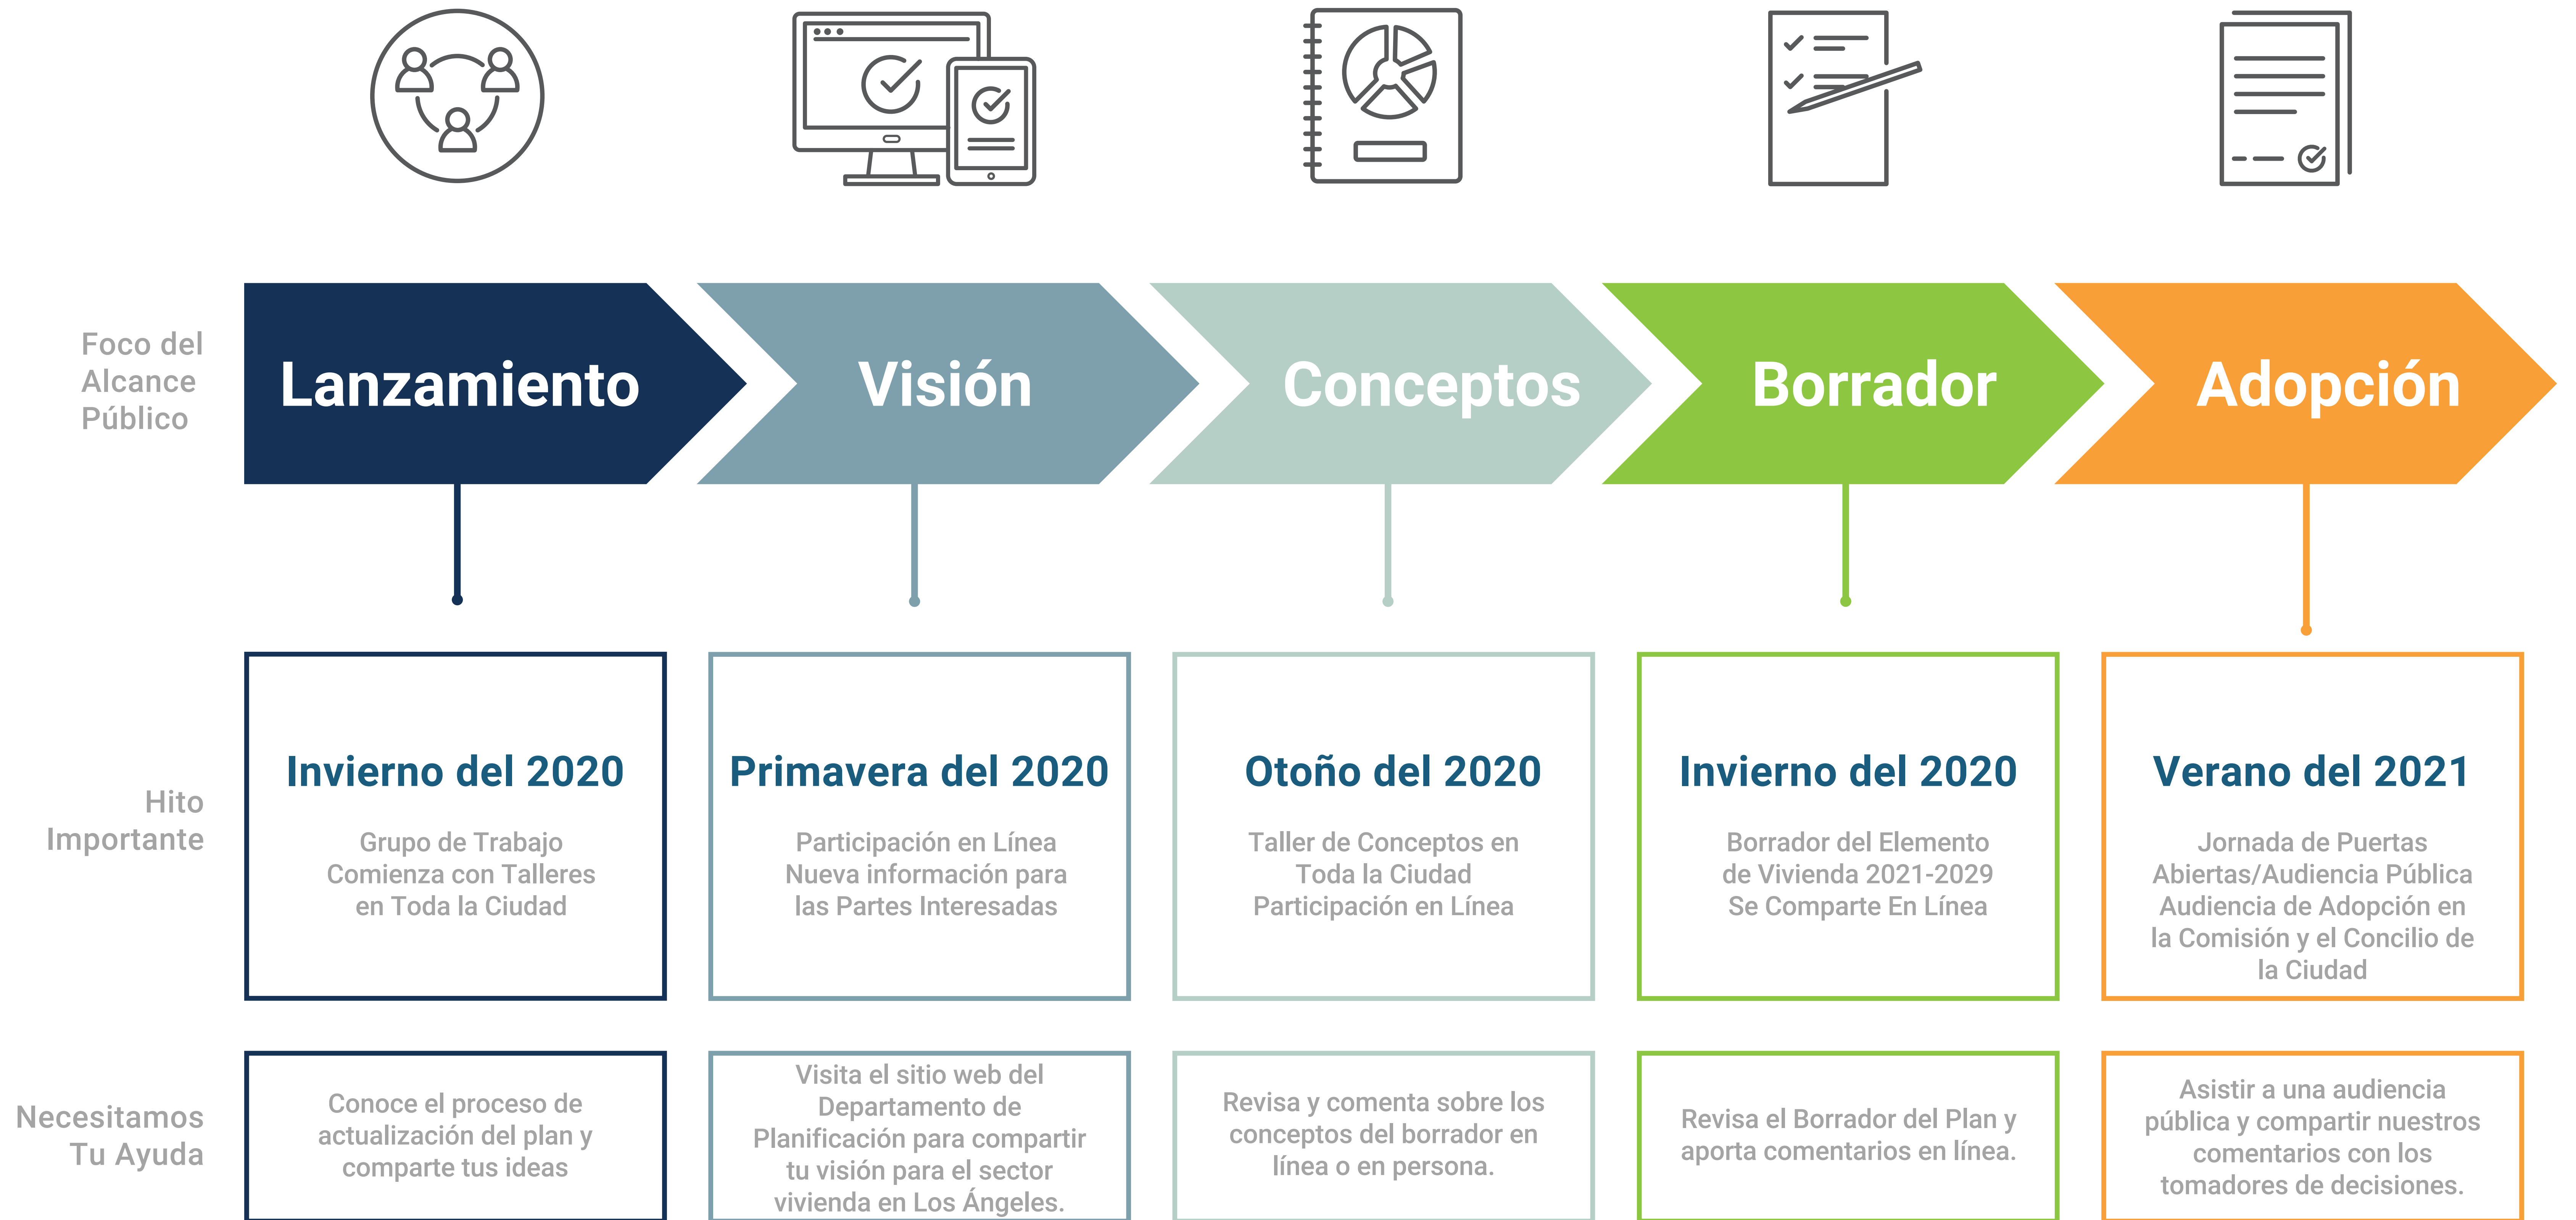 Foco del
Alcance
Público
Lanzamiento
Visión
Conceptos
Borrador
Adopción
Hito
Importante
Invierno del 2020
Grupo de Trabajo
Comienza con Talleres
en Toda la Ciudad
Primavera del 2020
Participación en Línea
Nueva información para
las Partes Interesadas
Otoño del 2020
Taller de Conceptos en
Toda la Ciudad
Participación en Línea
Invierno del 2020
Borrador del Elemento
de Vivienda 2021-2029
Se Comparte En Línea
Verano del 2021
Jornada de Puertas
Abiertas/Audiencia Pública
Audiencia de Adopción en
la Comisión y el Concilio de
la Ciudad
Necesitamos
Tu Ayuda
Conoce el proceso de
actualización del plan y
comparte tus ideas
Visita el sitio web del
Departamento de
Planificación para compartir
tu visión para el sector
vivienda en Los Ángeles.
Revisa y comenta sobre los
conceptos del borrador en
línea o en persona.
Revisa el Borrador del Plan y
aporta comentarios en línea.
Asistir a una audiencia
pública y compartir nuestros
comentarios con los
tomadores de decisiones.